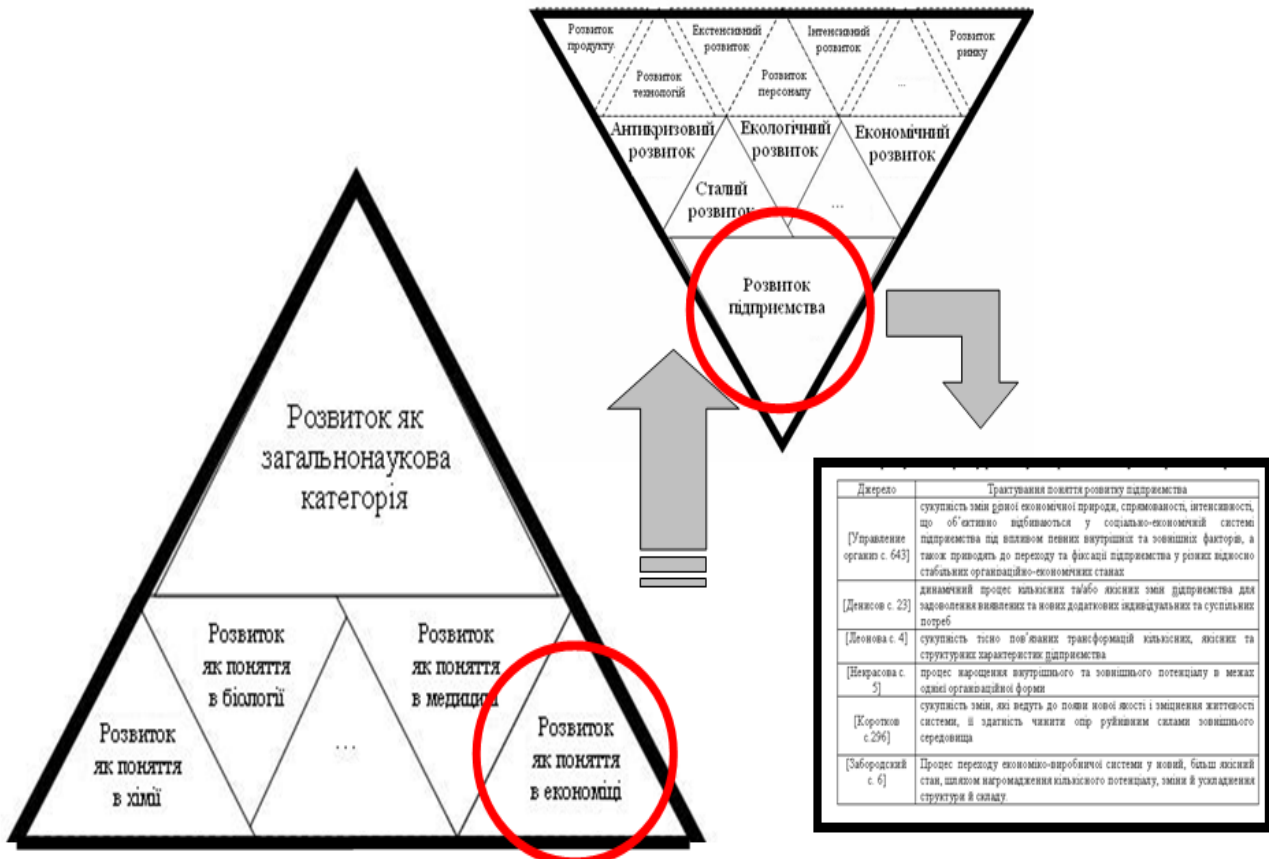 Розвиток
продукту
Екстенсивний
розвиток
Інтенсивний
розвиток
Розвиток
ринку
Розвиток
технологій
Розвиток
персоналу
...
Антикризовий
розвиток
Екологічний
розвиток
Економічний
розвиток
Сталий
розвиток
...
Розвиток
підприємства
Розвиток як
загальнонаукова
категорія
Розвиток
як поняття
в біології
Розвиток
як поняття
в медицині
Розвиток
як поняття
в хімії
...
Розвиток
як поняття
в економіці
Джерело
Трактування поняття розвитку підприємства
[Управление
организ с. 643]
сукупність змін різної економічної природи, спрямованості, інтенсивності,
що об'єктивно відбиваються у соціально-економічній системі
підприємства під впливом певних внутрішніх та зовнішніх факторів, а
також приводять до переходу та фіксації підприємства у різних відносно
стабільних організаційно-економічних станах
[Денисов с. 23]
динамічний процес кількісних та/або якісних змін підприємства для
задоволення виявлених та нових додаткових індивідуальних та суспільних
потреб
[Леонова с. 4]
сукупність тісно пов'язаних трансформацій кількісних, якісних та
структурних характеристик підприємства
[Некрасова с.
5]
процес нарощення внутрішнього та зовнішнього потенціалу в межах
однієї організаційної форми
[Коротков
с.296]
сукупність змін, які ведуть до появи нової якості і зміцнення життєвості
системи, її здатність чинити опір руйнівним силами зовнішнього
середовища
[Забородский
с. 6]
Процес переходу економіко-виробничої системи у новий, більш якісний
стан, шляхом нагромадження кількісного потенціалу, зміни й ускладнення
структури й складу.